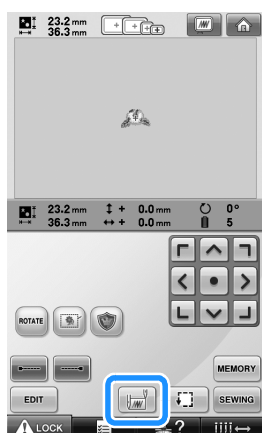 23.2 mm
36.3 mm
23.2 mm + 0.0 mm 0°
36.3 mm + 0.0 mm 5
ROTATE
MEMORY
EDIT SEWING
LOCK ?